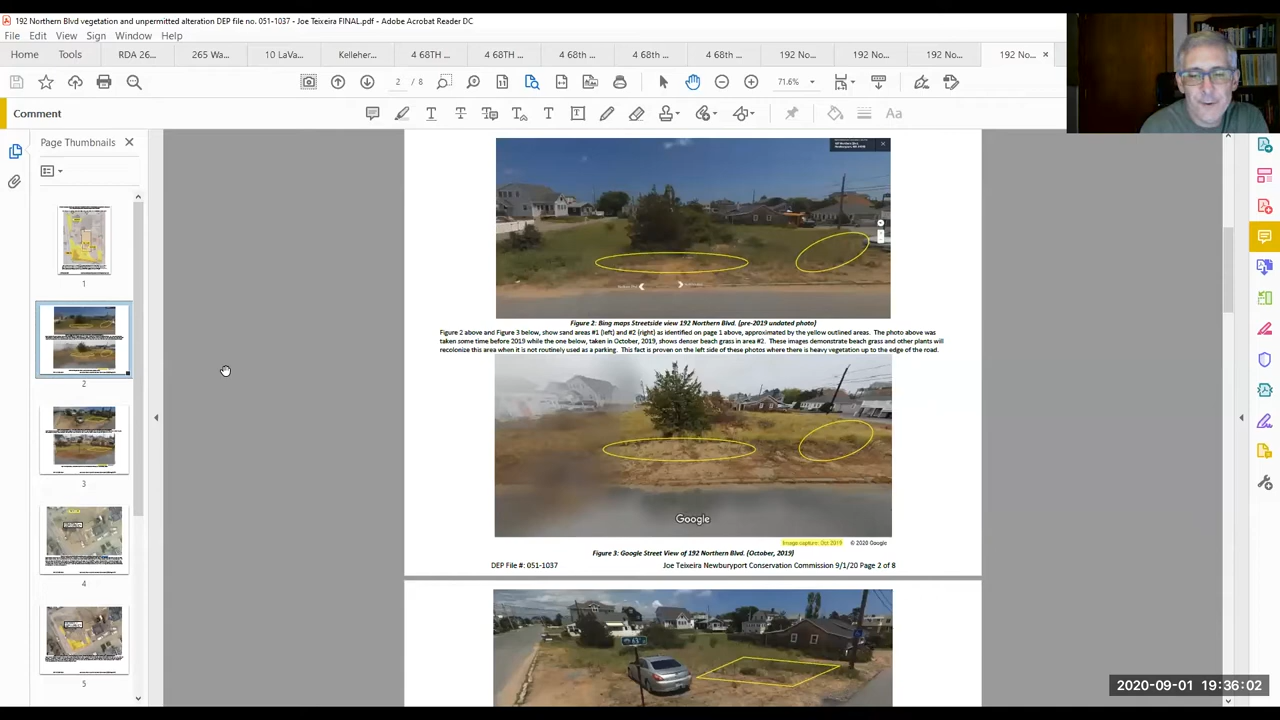 192 Northern Blvd vegetation and unpermitted alteration DEP file no. 051-1037 - Joe Teixeira FINAL.pdf - Adobe Acrobat Reader DC
File Edit View Sign Window Help
Home Tools RDA 26... 265 Wa... 10 LaVa... Kelleher... 4 68TH ... 4 68TH ... 4 68th ... 4 68th ... 4 68th ... 192 No... 192 No... 192 No... 192 No... ×
2 / 8 71.6%
Comment
Aa
Page Thumbnails
1
2
3
4
5
Figure 2: Bing maps Streetside view 192 Northern Blvd. (pre-2019 undated photo)
Figure 2 above and Figure 3 below, show sand areas #1 (left) and #2 (right) as identified on page 1 above, approximated by the yellow outlined areas. The photo above was
taken some time before 2019 while the one below, taken in October, 2019, shows denser beach grass in area #2. These images demonstrate beach grass and other plants will
recolonize this area when it is not routinely used as a parking. This fact is proven on the left side of these photos where there is heavy vegetation up to the edge of the road.
Google
Image capture: Oct 2019 © 2020 Google
Figure 3: Google Street View of 192 Northern Blvd. (October, 2019)
DEP File #: 051-1037 Joe Teixeira Newburyport Conservation Commission 9/1/20 Page 2 of 8
2020-09-01 19:36:02